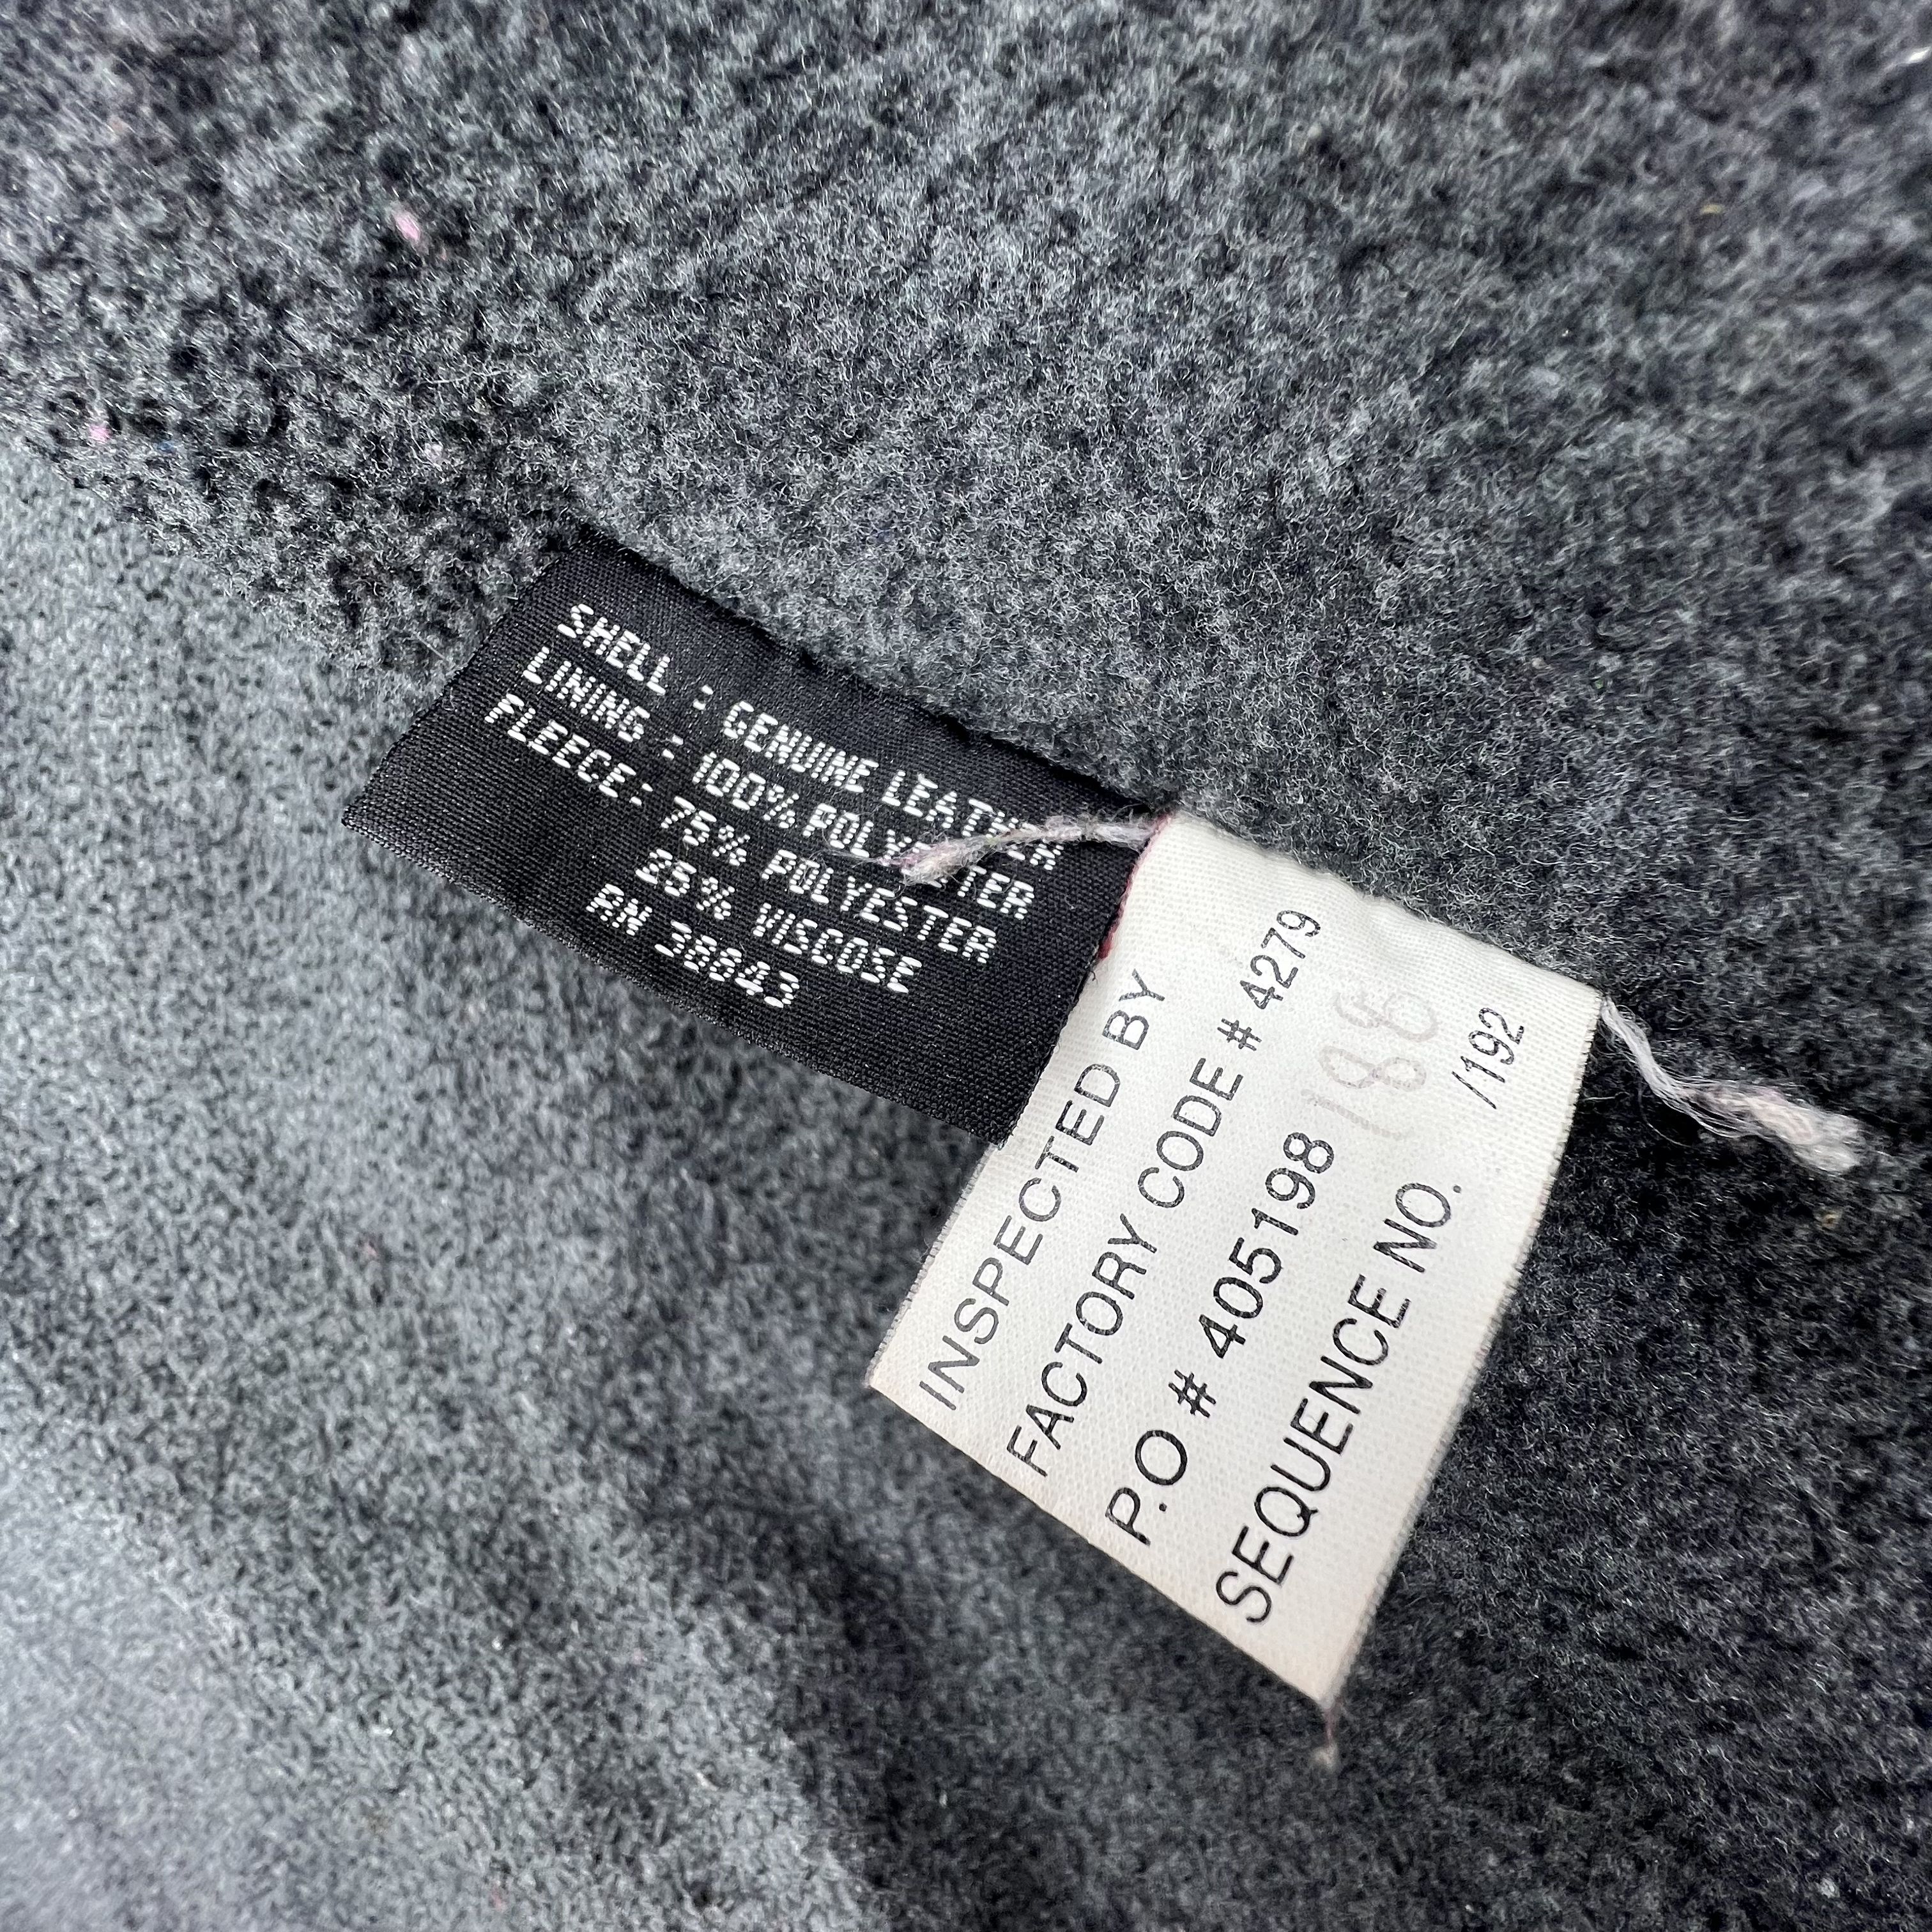 SHELL : GENUINE LEATHER
LINING : 100% POLYESTER
FLEECE : 75% POLYESTER
25% VISCOSE
RN 38843
INSPECTED BY
FACTORY CODE # 4279
P.O # 405198
SEQUENCE NO. /192